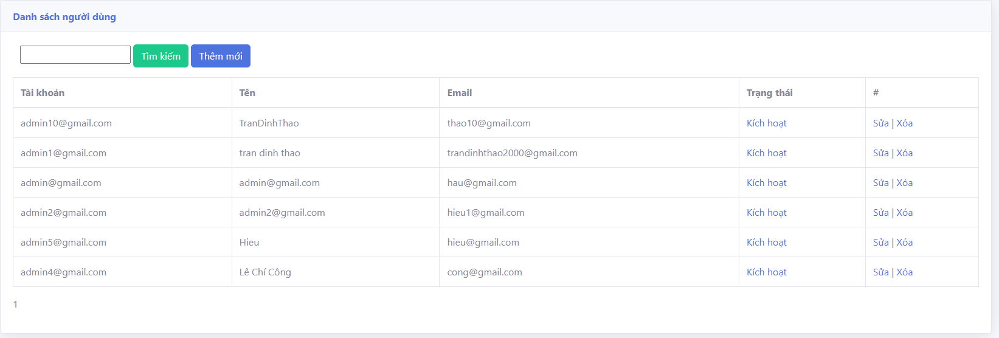 Danh sách người dùng
Tìm kiếm Thêm mới
Tài khoản Tên Email Trạng thái #
admin10@gmail.com TranDinhThao thao10@gmail.com Kích hoạt Sửa | Xóa
admin1@gmail.com tran dinh thao trandinhthao2000@gmail.com Kích hoạt Sửa | Xóa
admin@gmail.com admin@gmail.com hau@gmail.com Kích hoạt Sửa | Xóa
admin2@gmail.com admin2@gmail.com hieu1@gmail.com Kích hoạt Sửa | Xóa
admin5@gmail.com Hieu hieu@gmail.com Kích hoạt Sửa | Xóa
admin4@gmail.com Lê Chí Công cong@gmail.com Kích hoạt Sửa | Xóa
1